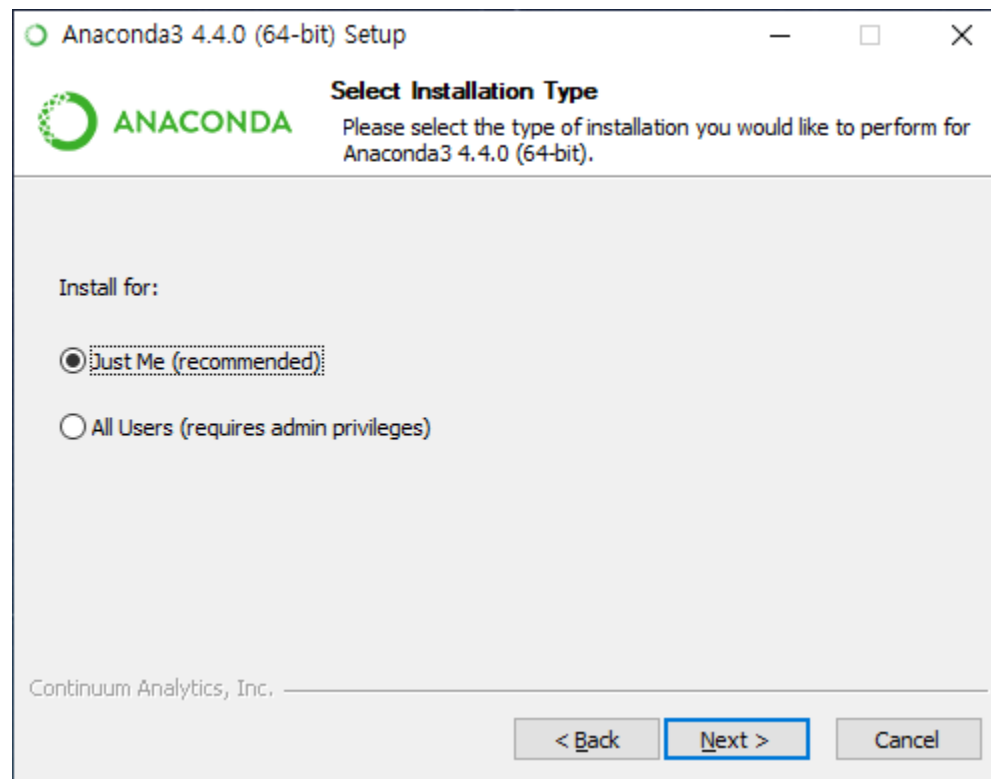 Anaconda3 4.4.0 (64-bit) Setup
ANACONDA
Select Installation Type
Please select the type of installation you would like to perform for
Anaconda3 4.4.0 (64-bit).
Install for:
Just Me (recommended)
All Users (requires admin privileges)
Continuum Analytics, Inc.
< Back Next > Cancel